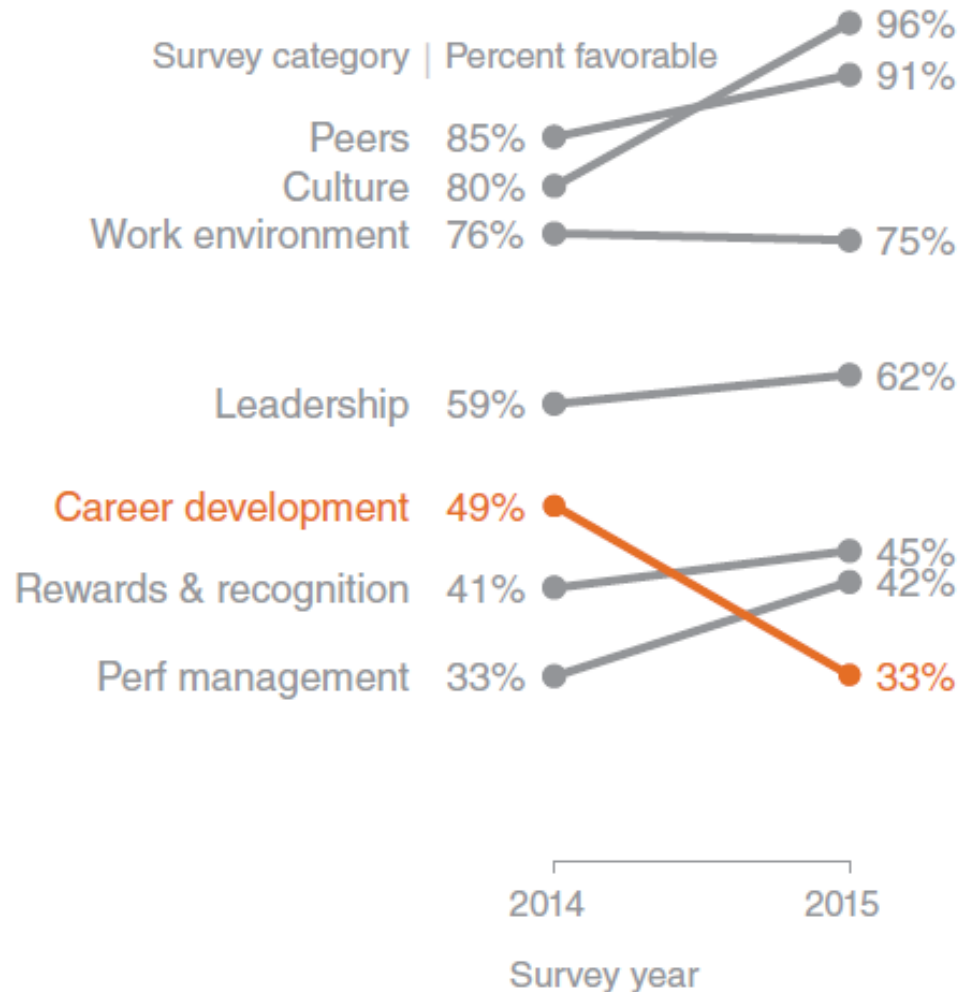 96%
Survey category | Percent favorable
91%
Peers 85%
Culture 80%
Work environment 76% 75%
Leadership 59% 62%
Career development 49%
45%
Rewards & recognition 41% 42%
Perf management 33% 33%
2014 2015
Survey year